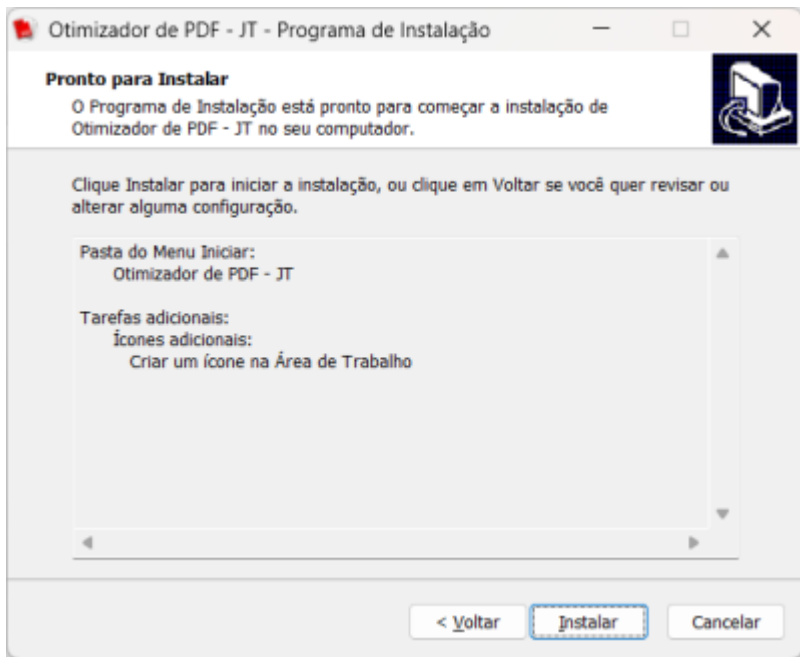 Otimizador de PDF - JT - Programa de Instalação
Pronto para Instalar
O Programa de Instalação está pronto para começar a instalação de
Otimizador de PDF - JT no seu computador.
Clique Instalar para iniciar a instalação, ou clique em Voltar se você quer revisar ou
alterar alguma configuração.
Pasta do Menu Iniciar:
Otimizador de PDF - JT
Tarefas adicionais:
Ícones adicionais:
Criar um ícone na Área de Trabalho
< Voltar
Instalar
Cancelar